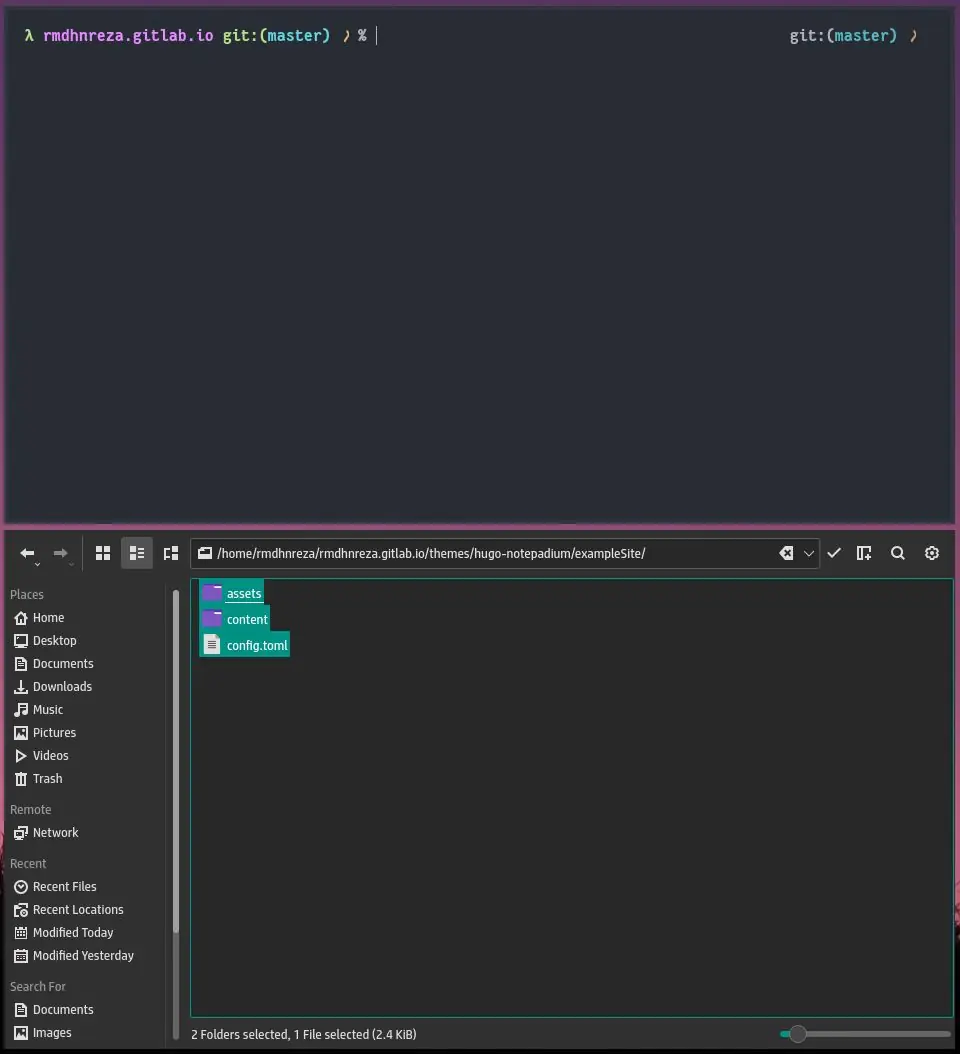 λ rmdhnreza.gitlab.io git:(master) ❯ % git:(master) ❯
/home/rmdhnreza/rmdhnreza.gitlab.io/themes/hugo-notepadium/exampleSite/
Places
Home
Desktop
Documents
Downloads
Music
Pictures
Videos
Trash
Remote
Network
Recent
Recent Files
Recent Locations
Modified Today
Modified Yesterday
Search For
Documents
Images
assets
content
config.toml
2 Folders selected, 1 File selected (2.4 KiB)